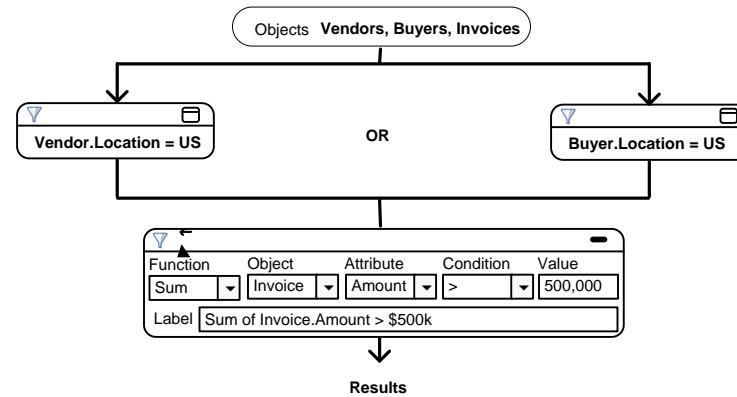 Objects Vendors, Buyers, Invoices
Vendor.Location = US
OR
Buyer.Location = US
Function Object Attribute Condition Value
Sum Invoice Amount > 500,000
Label Sum of Invoice.Amount > $500k
Results